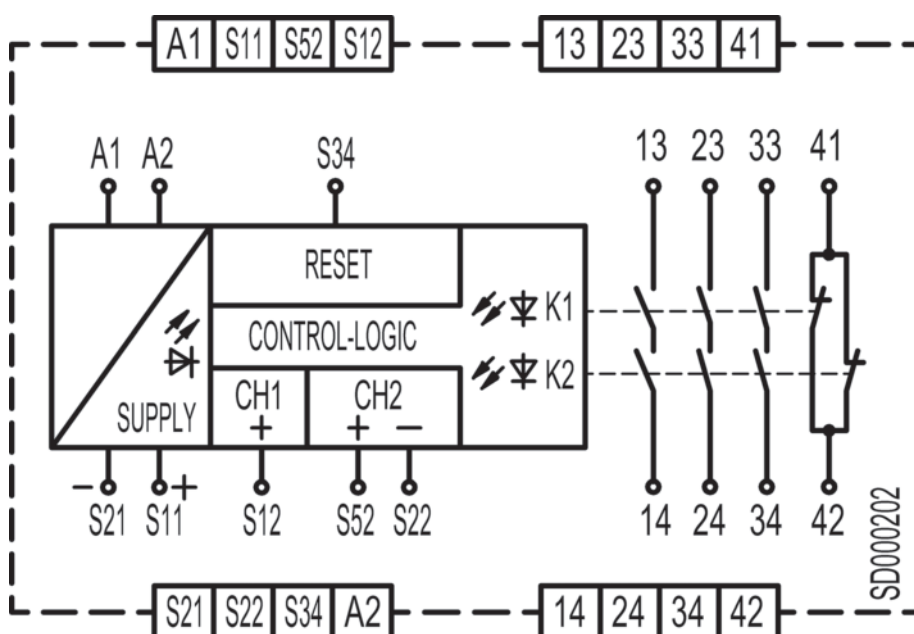 A1 S11 S52 S12 13 23 33 41
A1 A2 S34 13 23 33 41
RESET
K1
CONTROL-LOGIC
K2
CH1 CH2
SUPPLY + + −
− + 
S21 S11 S12 S52 S22 14 24 34 42
SD000202
S21 S22 S34 A2 14 24 34 42